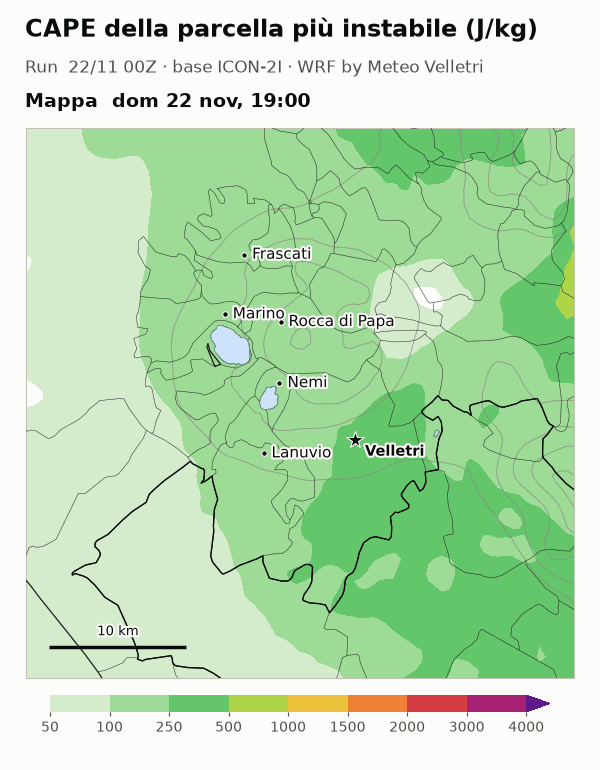 CAPE della parcella più instabile (J/kg)
Run  22/11 00Z · base ICON-2I · WRF by Meteo Velletri
Mappa  dom 22 nov, 19:00
Frascati
Marino
Rocca di Papa
Nemi
Velletri
Lanuvio
10 km
50 100 250 500 1000 1500 2000 3000 4000